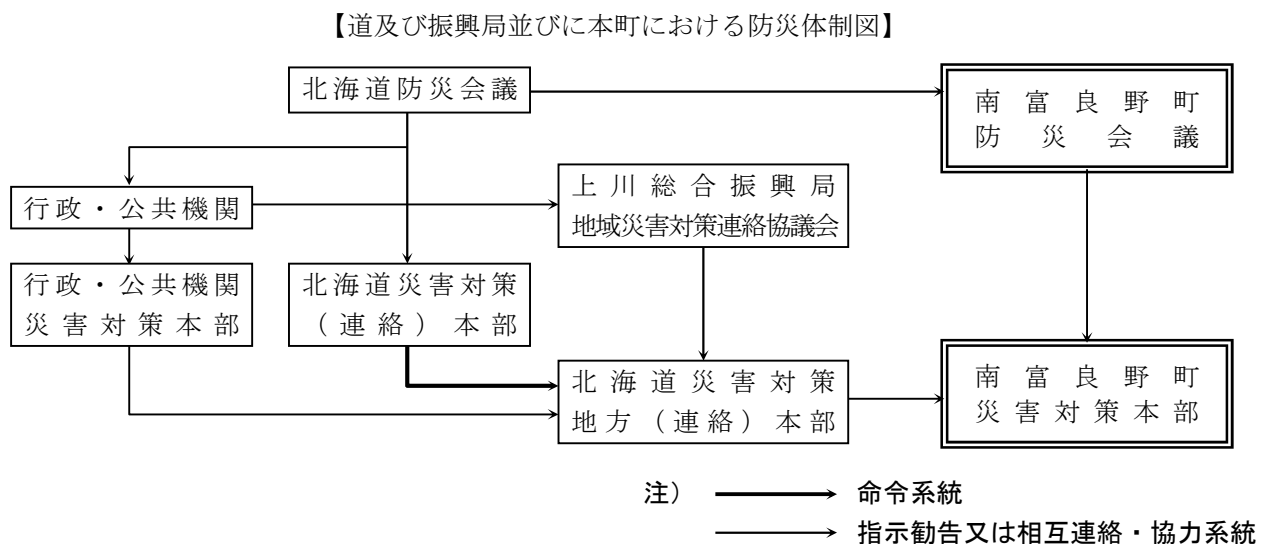 【道及び振興局並びに本町における防災体制図】
北海道防災会議
南富良野町
防災会議
上川総合振興局
地域災害対策連絡協議会
行政・公共機関
行政・公共機関
災害対策本部
北海道災害対策
（連絡）本部
北海道災害対策
地方（連絡）本部
南富良野町
災害対策本部
注） 命令系統
指示勧告又は相互連絡・協力系統